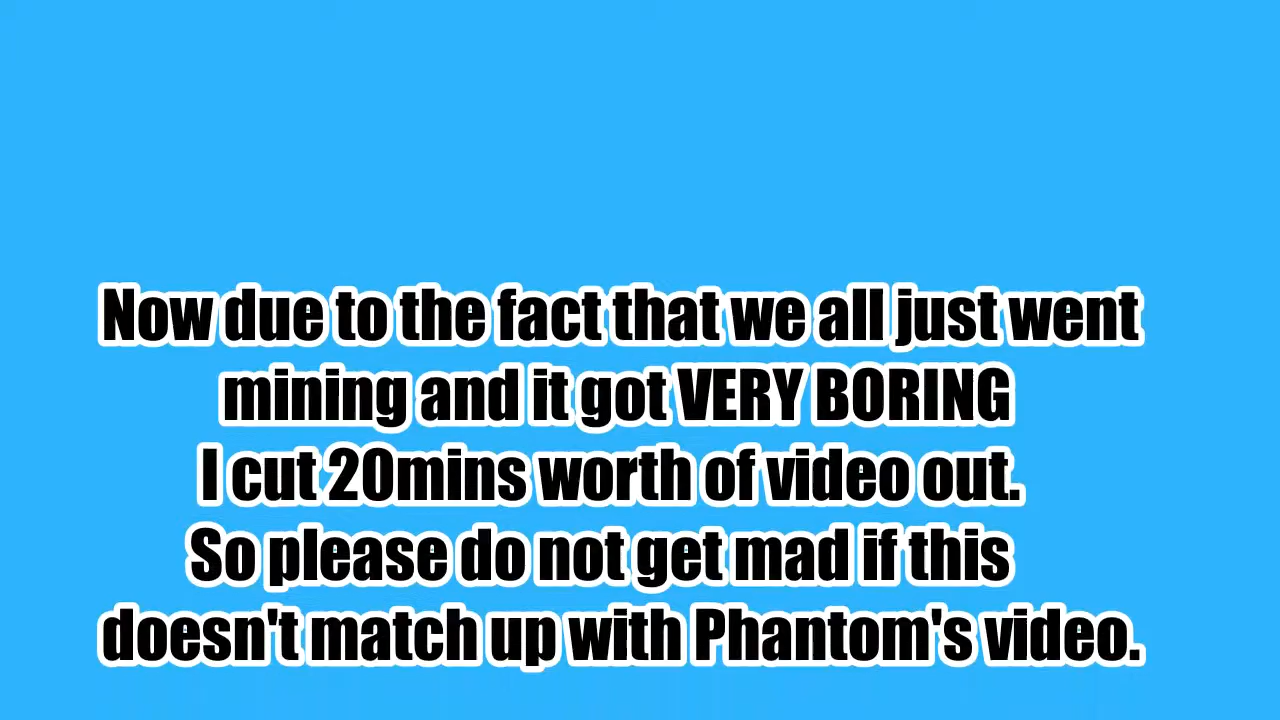 Now due to the fact that we all just went
mining and it got VERY BORING
I cut 20mins worth of video out.
So please do not get mad if this
doesn't match up with Phantom's video.